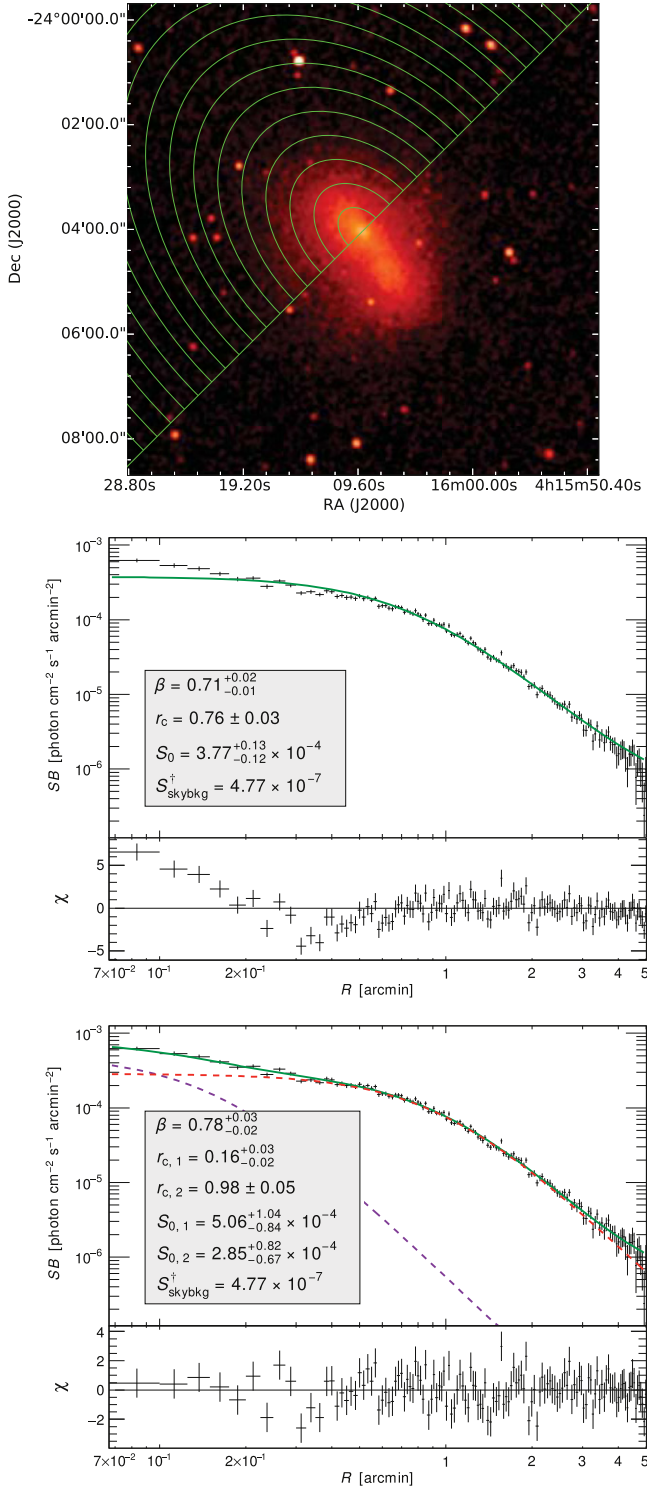 -24°00'00.0"
02'00.0"
04'00.0"
06'00.0"
08'00.0"
Dec (J2000)
28.80s 19.20s 09.60s 16m00.00s 4h15m50.40s
RA (J2000)
10⁻³
10⁻⁴
10⁻⁵
10⁻⁶
SB [photon cm⁻² s⁻¹ arcmin⁻²]
β = 0.71 +0.02 −0.01
r_c = 0.76 ± 0.03
S_0 = 3.77 +0.13 −0.12 × 10⁻⁴
S†_skybkg = 4.77 × 10⁻⁷
5
0
−5
χ
7×10⁻² 10⁻¹ 2×10⁻¹ 1 2 3 4 5
R [arcmin]
10⁻³
10⁻⁴
10⁻⁵
10⁻⁶
SB [photon cm⁻² s⁻¹ arcmin⁻²]
β = 0.78 +0.03 −0.02
r_c, 1 = 0.16 +0.03 −0.02
r_c, 2 = 0.98 ± 0.05
S_0, 1 = 5.06 +1.04 −0.84 × 10⁻⁴
S_0, 2 = 2.85 +0.82 −0.67 × 10⁻⁴
S†_skybkg = 4.77 × 10⁻⁷
4
2
0
−2
χ
7×10⁻² 10⁻¹ 2×10⁻¹ 1 2 3 4 5
R [arcmin]